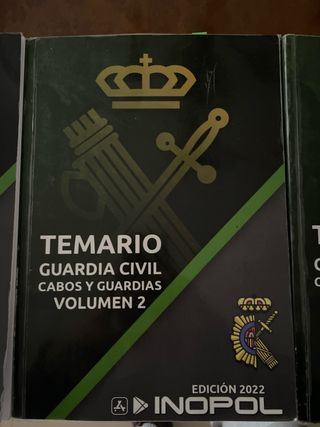 TEMARIO
GUARDIA CIVIL
CABOS Y GUARDIAS
VOLUMEN 2
EDICIÓN 2022
INOPOL